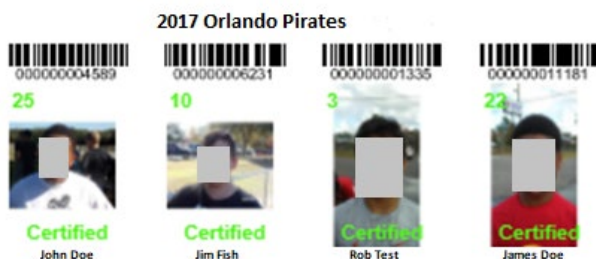 2017 Orlando Pirates
000000004589 000000006231 000000001335 000000011181
25 10 3 22
Certified Certified Certified Certified
John Doe Jim Fish Rob Test James Doe